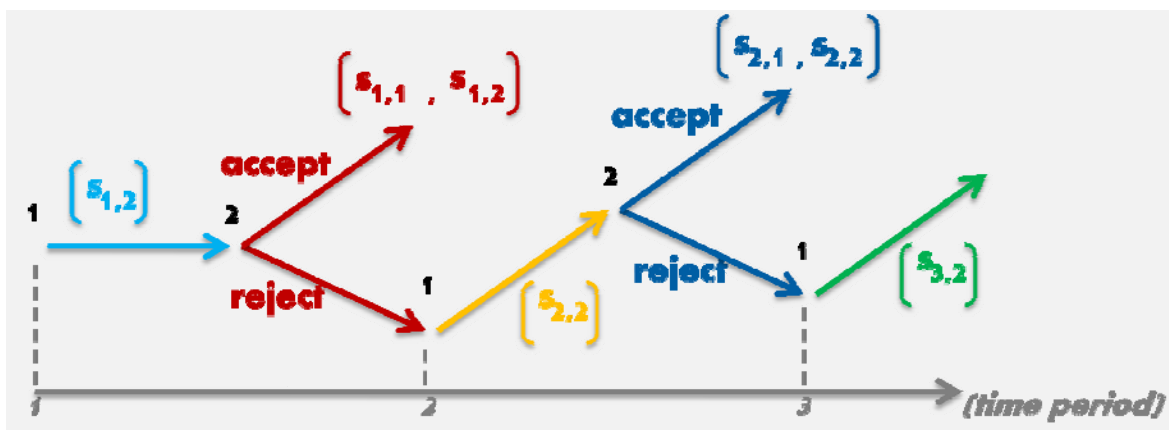 (s1,1 , s1,2)
(s2,1 , s2,2)
accept
accept
1
(s1,2)
2
2
reject
1
(s2,2)
reject
1
(s3,2)
1
2
3
(time period)